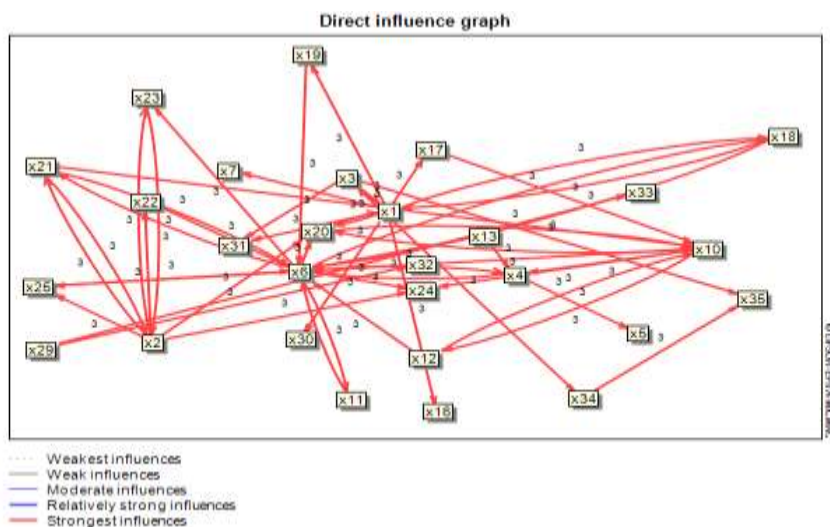 Direct influence graph
x19
x23
x18
x17
x21
x7
x3
x33
x22
x1
x20
x13
x31
x10
x6
x32
x4
x25
x24
x35
x5
x30
x2
x29
x12
x11
x34
3
Weakest influences
Weak influences
Moderate influences
Relatively strong influences
Strongest influences